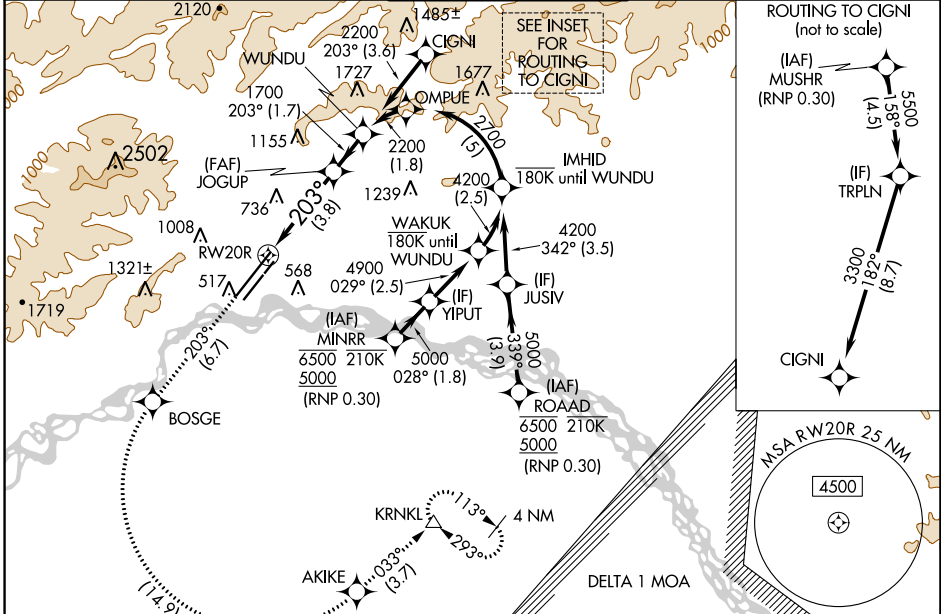 2120
1485±
2200
203° (3.6)
CIGNI
SEE INSET
FOR
ROUTING
TO CIGNI
1000
1000
WUNDU
1727
1677
OMPUE
1700
203° (1.7)
1155
2200
(1.8)
2700
(5)
1000
2502
(FAF)
JOGUP
1239
4200
(2.5)
IMHID
180K until WUNDU
736
203°
(3.8)
1008
WAKUK
180K until
WUNDU
4200
342° (3.5)
RW20R
1321±
517
568
4900
029° (2.5)
(IF)
YIPUT
(IF)
JUSIV
1719
(IAF)
MINRR
6500 210K
5000
(RNP 0.30)
5000
028° (1.8)
5000
339°
(3.9)
203°
(6.7)
BOSGE
(IAF)
ROAAD
6500 210K
5000
(RNP 0.30)
KRNKL
113°
4 NM
293°
033°
(3.7)
AKIKE
(14.9)
DELTA 1 MOA
ROUTING TO CIGNI
(not to scale)
(IAF)
MUSHR
(RNP 0.30)
5500
158°
(4.5)
(IF)
TRPLN
3300
182°
(8.7)
CIGNI
MSA RW20R 25 NM
4500